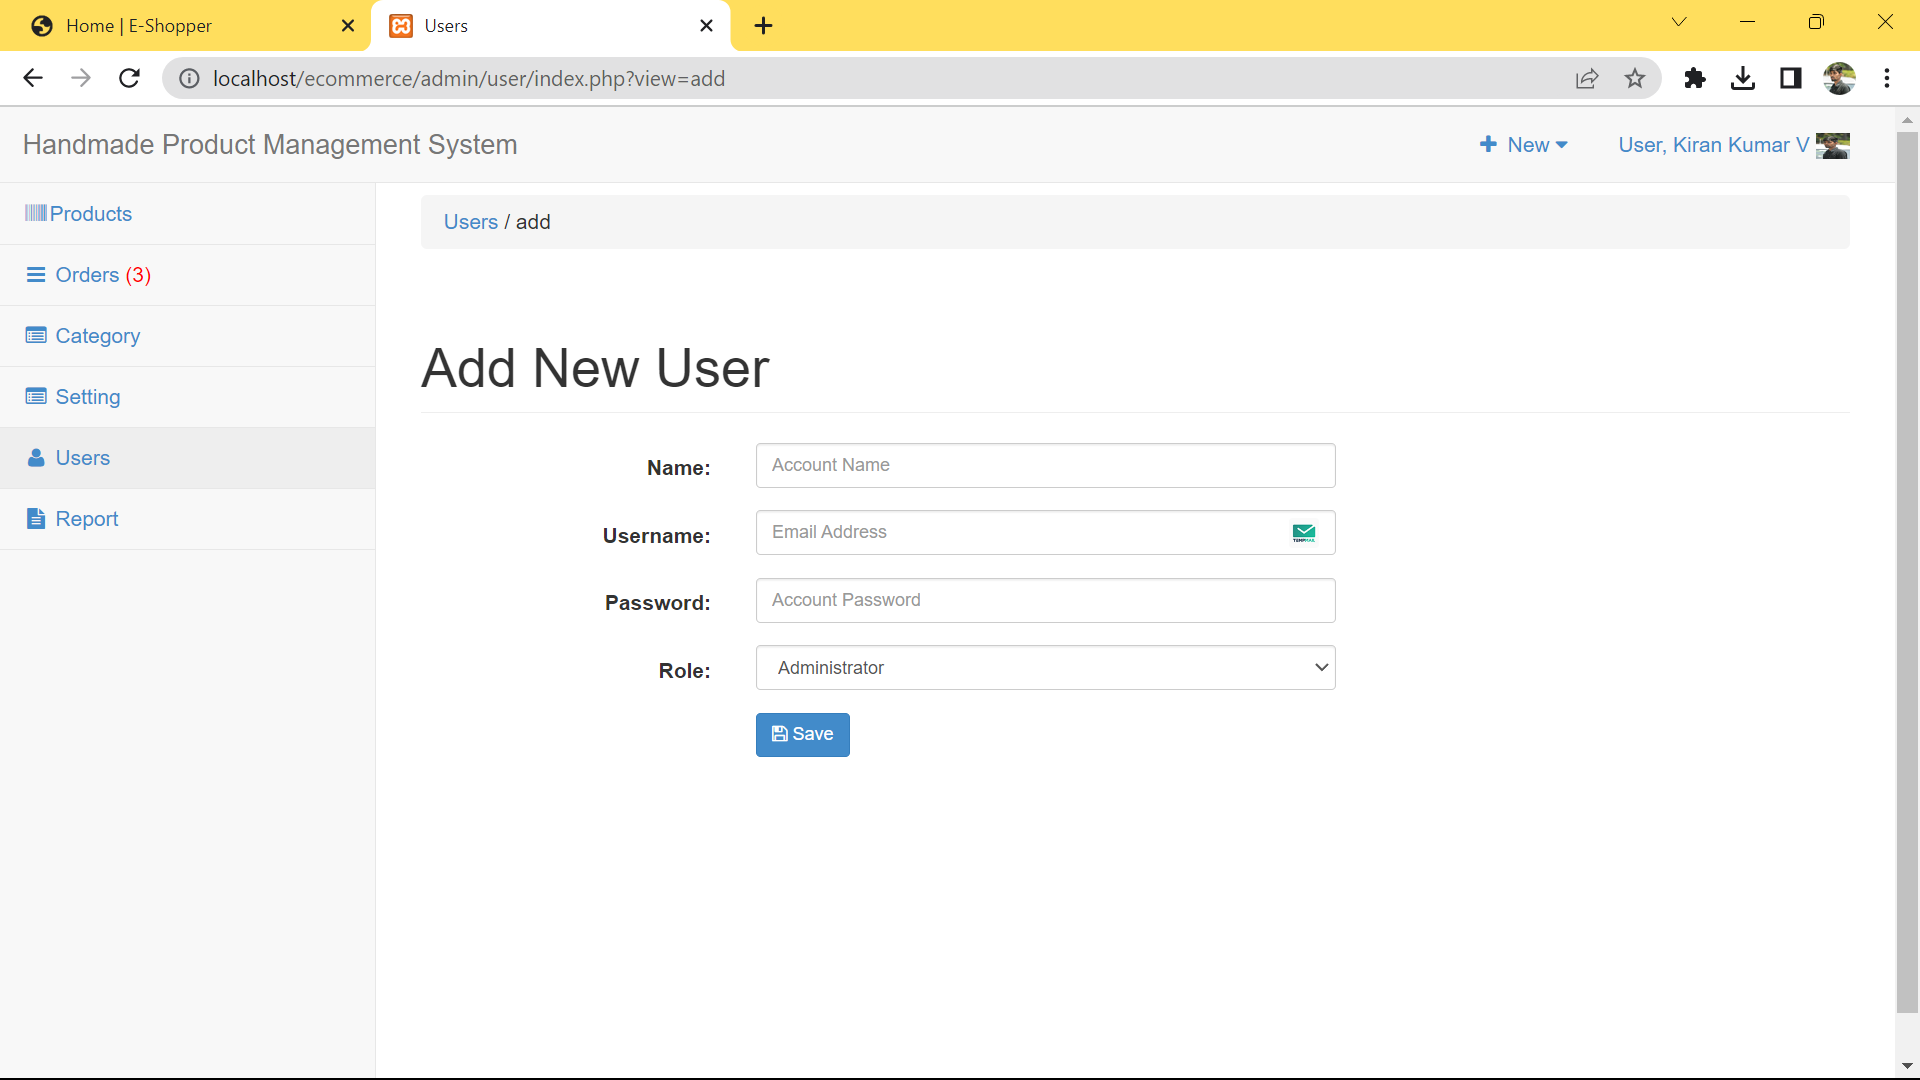 Home | E-Shopper
Users
localhost/ecommerce/admin/user/index.php?view=add
Handmade Product Management System
New
User, Kiran Kumar V
Products
Orders (3)
Category
Setting
Users
Report
Users / add
Add New User
Name:
Account Name
Username:
Email Address
Password:
Account Password
Role:
Administrator
Save